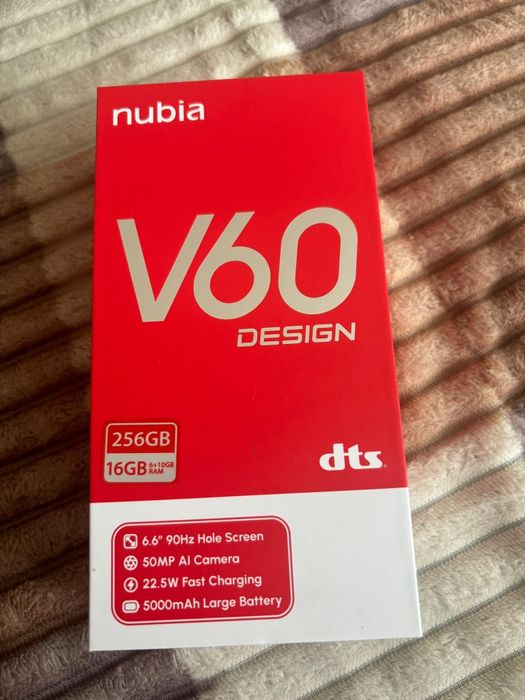 nubia
V60
DESIGN
256GB
16GB 6+10GB RAM
dts
6.6" 90Hz Hole Screen
50MP AI Camera
22.5W Fast Charging
5000mAh Large Battery